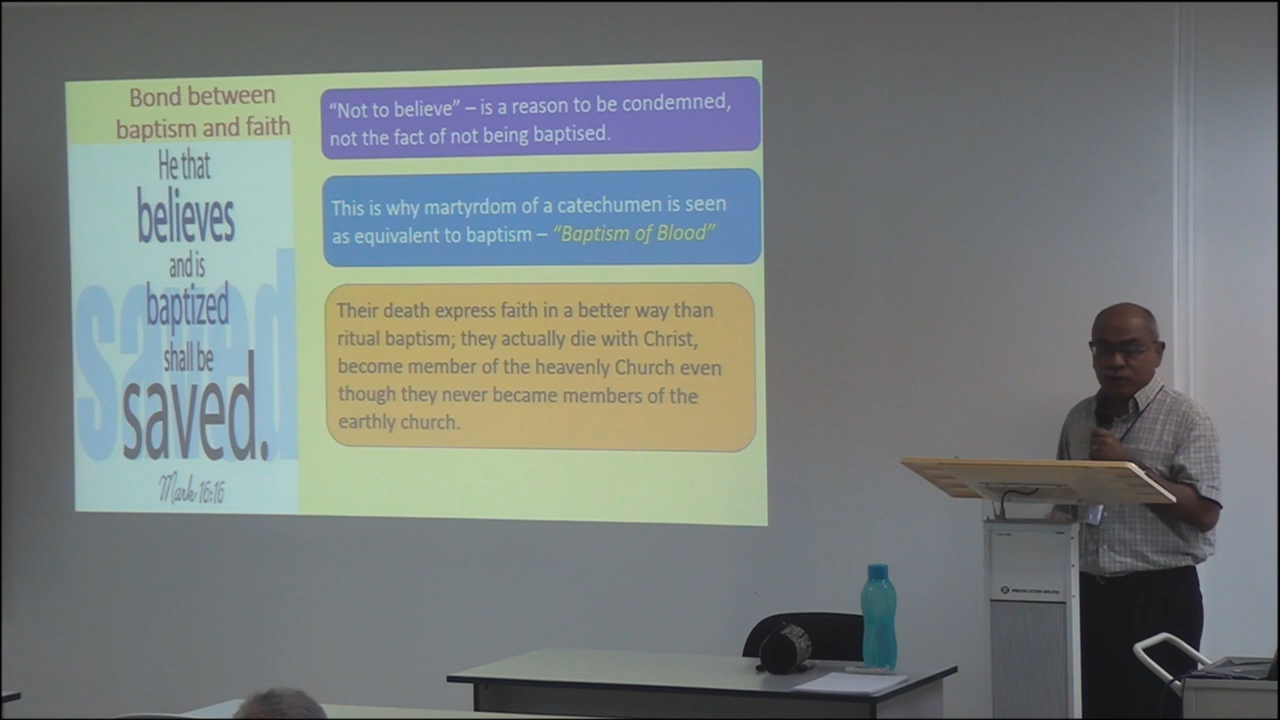 Bond between
baptism and faith
He that
believes
and is
baptized
shall be
saved.
Mark 16:16
saved
“Not to believe” – is a reason to be condemned,
not the fact of not being baptised.
This is why martyrdom of a catechumen is seen
as equivalent to baptism – “Baptism of Blood”
Their death express faith in a better way than
ritual baptism; they actually die with Christ,
become member of the heavenly Church even
though they never became members of the
earthly church.